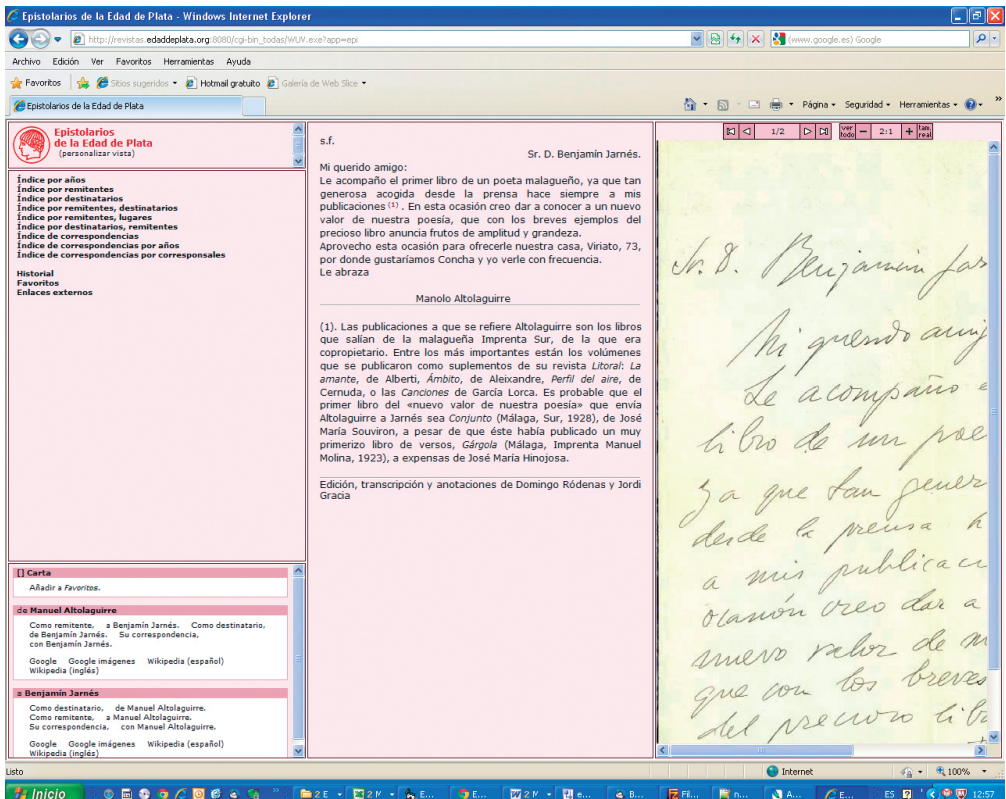 Epistolarios de la Edad de Plata - Windows Internet Explorer
http://revistas.edaddeplata.org:8080/cgi-bin_todas/WUV.exe?app=epi
(www.google.es) Google
Archivo Edición Ver Favoritos Herramientas Ayuda
Favoritos Sitios sugeridos Hotmail gratuito Galería de Web Slice
Epistolarios de la Edad de Plata
Página Seguridad Herramientas
Epistolarios
de la Edad de Plata
(personalizar vista)
Índice por años
Índice por remitentes
Índice por destinatarios
Índice por remitentes, destinatarios
Índice por remitentes, lugares
Índice por destinatarios, remitentes
Índice de correspondencias
Índice de correspondencias por años
Índice de correspondencias por corresponsales
Historial
Favoritos
Enlaces externos
[] Carta
Añadir a Favoritos.
de Manuel Altolaguirre
Como remitente, a Benjamín Jarnés. Como destinatario,
de Benjamín Jarnés. Su correspondencia,
con Benjamín Jarnés.
Google Google imágenes Wikipedia (español)
Wikipedia (inglés)
a Benjamín Jarnés
Como destinatario, de Manuel Altolaguirre.
Como remitente, a Manuel Altolaguirre.
Su correspondencia, con Manuel Altolaguirre.
Google Google imágenes Wikipedia (español)
Wikipedia (inglés)
s.f.
Sr. D. Benjamín Jarnés.
Mi querido amigo:
Le acompaño el primer libro de un poeta malagueño, ya que tan
generosa acogida desde la prensa hace siempre a mis
publicaciones (1) . En esta ocasión creo dar a conocer a un nuevo
valor de nuestra poesía, que con los breves ejemplos del
precioso libro anuncia frutos de amplitud y grandeza.
Aprovecho esta ocasión para ofrecerle nuestra casa, Viriato, 73,
por donde gustaríamos Concha y yo verle con frecuencia.
Le abraza
Manolo Altolaguirre
(1). Las publicaciones a que se refiere Altolaguirre son los libros
que salían de la malagueña Imprenta Sur, de la que era
copropietario. Entre los más importantes están los volúmenes
que se publicaron como suplementos de su revista Litoral: La
amante, de Alberti, Ámbito, de Aleixandre, Perfil del aire, de
Cernuda, o las Canciones de García Lorca. Es probable que el
primer libro del «nuevo valor de nuestra poesía» que envía
Altolaguirre a Jarnés sea Conjunto (Málaga, Sur, 1928), de José
María Souviron, a pesar de que éste había publicado un muy
primerizo libro de versos, Gárgola (Málaga, Imprenta Manuel
Molina, 1923), a expensas de José María Hinojosa.
Edición, transcripción y anotaciones de Domingo Ródenas y Jordi
Gracia
1/2 ver todo 2:1 tam. real
Sr. D. Benjamín Jar
Mi querido amig
Le acompaño e
libro de un poe
ya que tan gener
desde la prensa h
a mis publicaci
ocasión creo dar a
nuevo valor de n
que con los breves
del precioso lib
Listo
Internet
100%
Inicio
2 E
2 M
E...
E...
2 M
e...
B...
Fli...
n...
A...
E...
ES
12:57